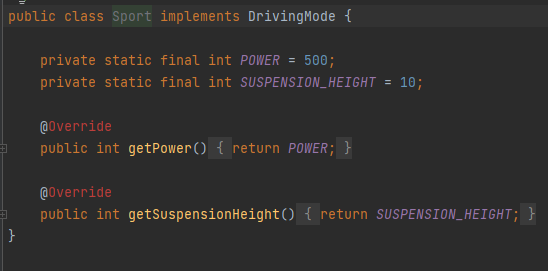 public class Sport implements DrivingMode {
private static final int POWER = 500;
private static final int SUSPENSION_HEIGHT = 10;
@Override
public int getPower() { return POWER; }
@Override
public int getSuspensionHeight() { return SUSPENSION_HEIGHT; }
}